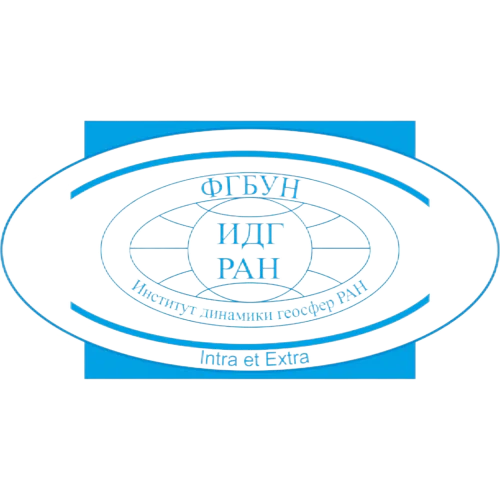 ФГБУН
ИДГ
РАН
Институт динамики геосфер РАН
Intra et Extra